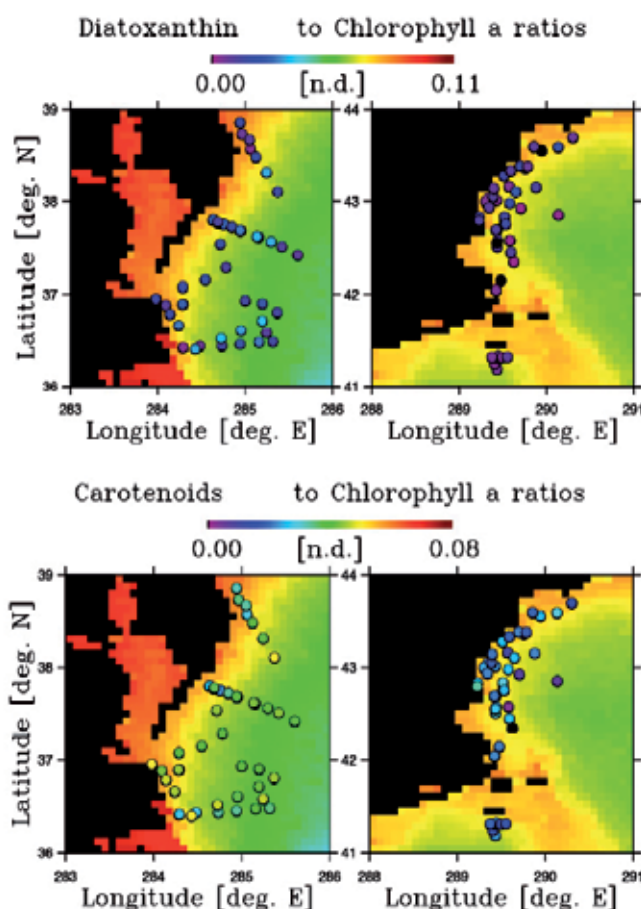 Diatoxanthin to Chlorophyll a ratios
0.00 [n.d.] 0.11
Latitude [deg. N]
39
38
37
36
283 284 285 286
Longitude [deg. E]
44
43
42
41
288 289 290 291
Longitude [deg. E]
Carotenoids to Chlorophyll a ratios
0.00 [n.d.] 0.08
Latitude [deg. N]
39
38
37
36
283 284 285 286
Longitude [deg. E]
44
43
42
41
288 289 290 291
Longitude [deg. E]